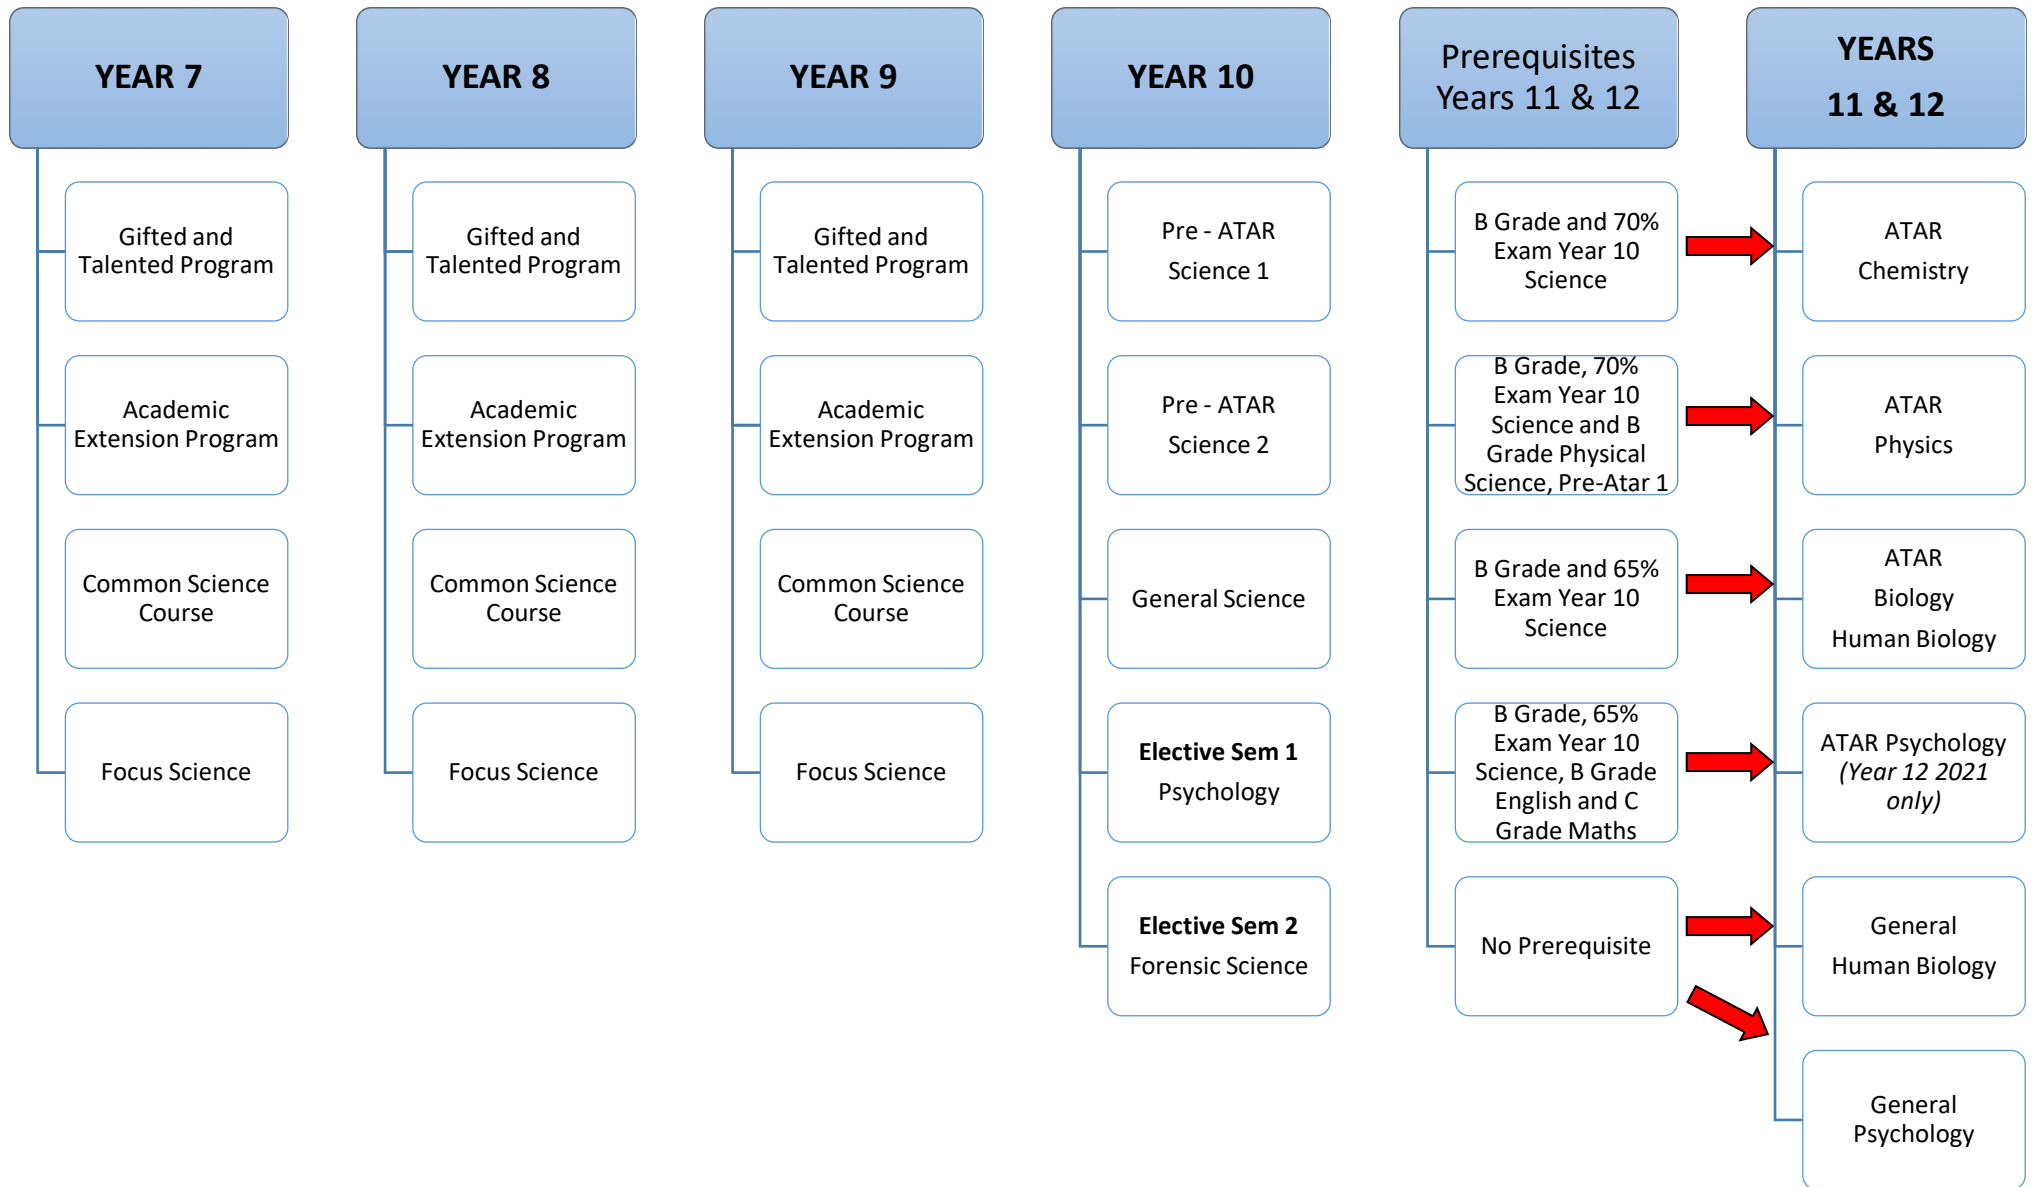 YEAR 7
Gifted and
Talented Program
Academic
Extension Program
Common Science
Course
Focus Science
YEAR 8
Gifted and
Talented Program
Academic
Extension Program
Common Science
Course
Focus Science
YEAR 9
Gifted and
Talented Program
Academic
Extension Program
Common Science
Course
Focus Science
YEAR 10
Pre - ATAR
Science 1
Pre - ATAR
Science 2
General Science
Elective Sem 1
Psychology
Elective Sem 2
Forensic Science
Prerequisites
Years 11 & 12
B Grade and 70%
Exam Year 10
Science
B Grade, 70%
Exam Year 10
Science and B
Grade Physical
Science, Pre-Atar 1
B Grade and 65%
Exam Year 10
Science
B Grade, 65%
Exam Year 10
Science, B Grade
English and C
Grade Maths
No Prerequisite
YEARS
11 & 12
ATAR
Chemistry
ATAR
Physics
ATAR
Biology
Human Biology
ATAR Psychology
(Year 12 2021
only)
General
Human Biology
General
Psychology